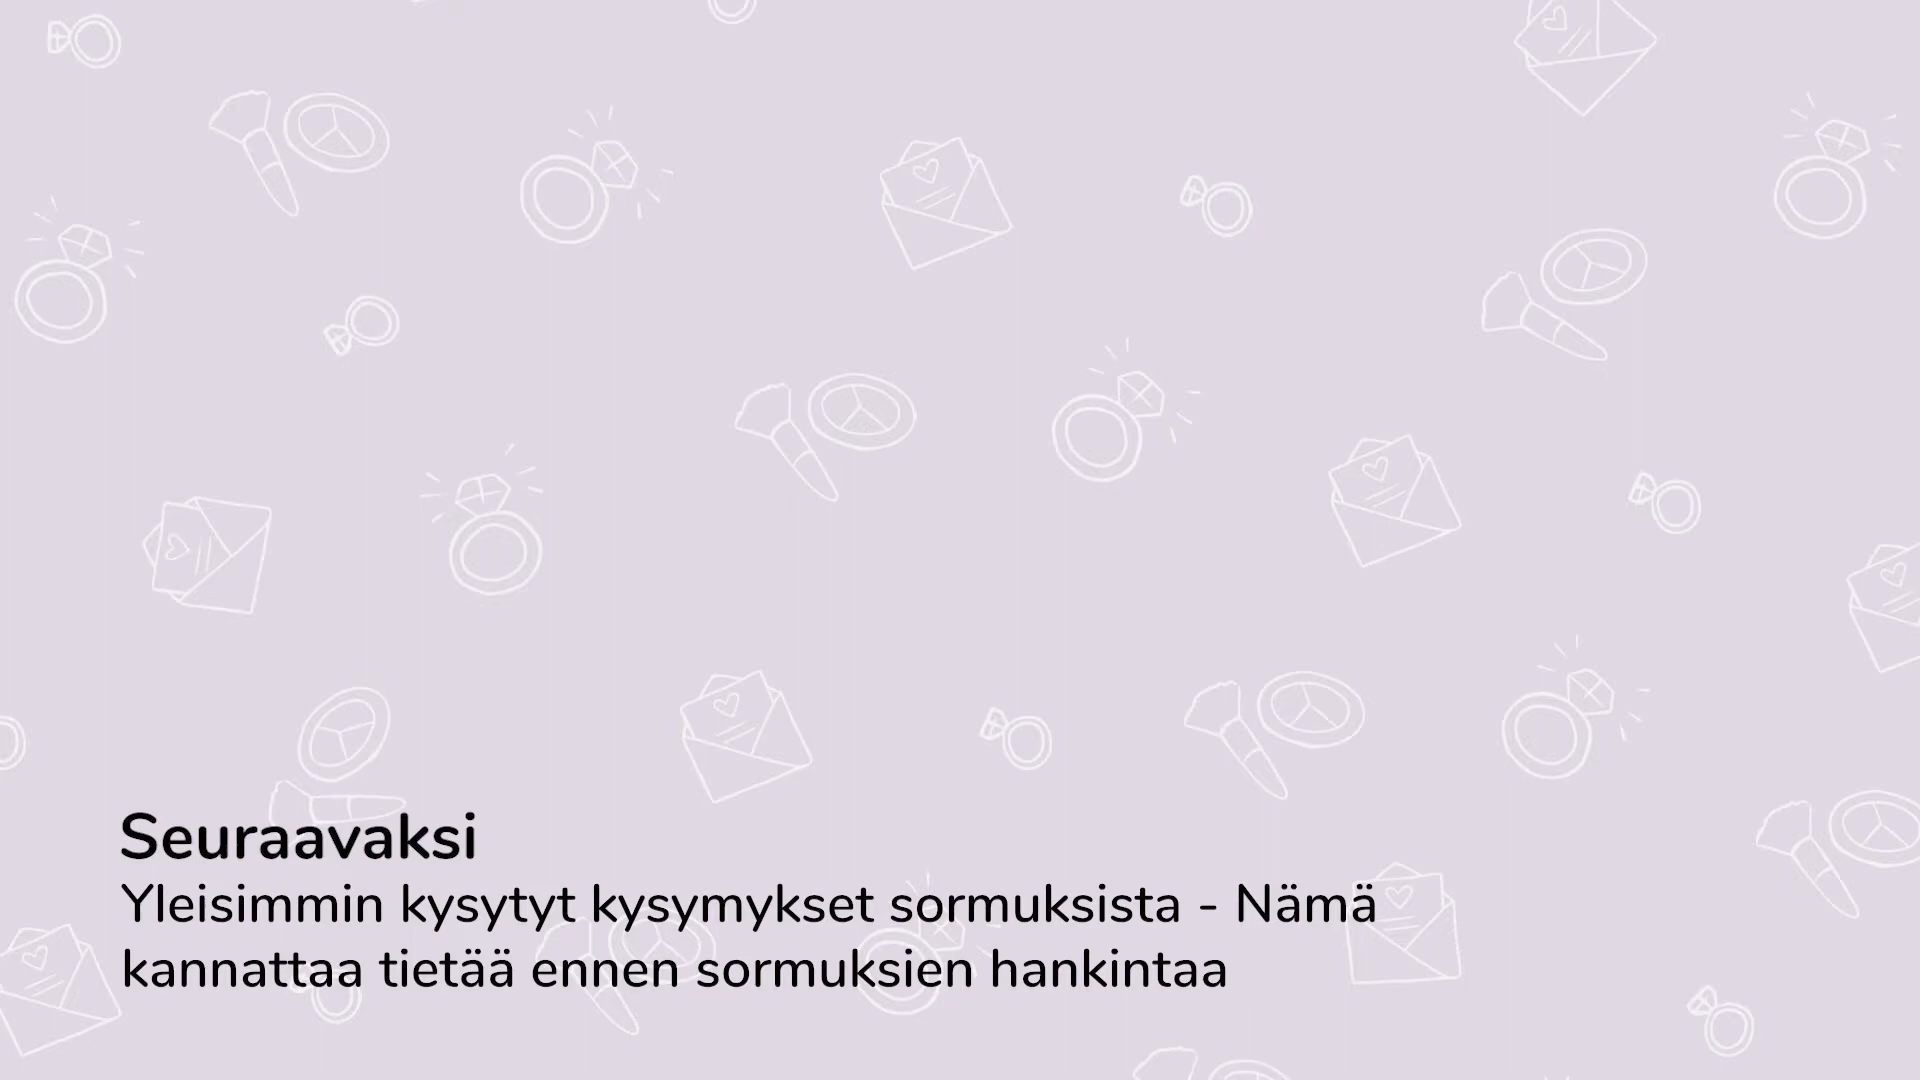 Seuraavaksi
Yleisimmin kysytyt kysymykset sormuksista - Nämä
kannattaa tietää ennen sormuksien hankintaa